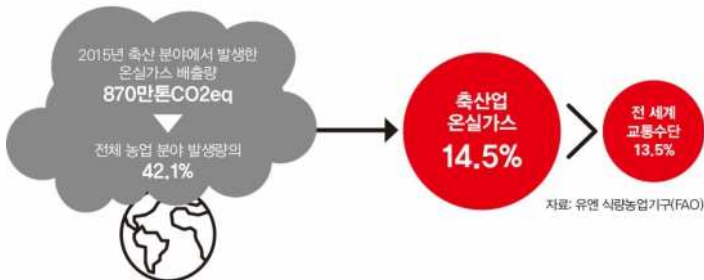 2015년 축산 분야에서 발생한
온실가스 배출량
870만톤CO2eq
전체 농업 분야 발생량의
42.1%
축산업
온실가스
14.5%
전 세계
교통수단
13.5%
자료: 유엔 식량농업기구(FAO)